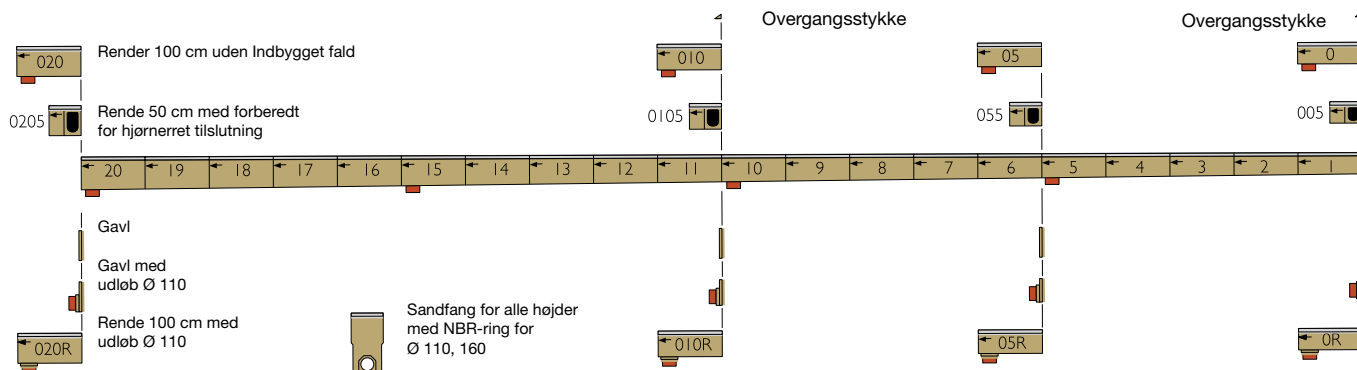 Overgangsstykke
Overgangsstykke
020
Render 100 cm uden Indbygget fald
010
05
0
0205
Rende 50 cm med forberedt
for hjørnerret tilslutning
0105
055
005
20 19 18 17 16 15 14 13 12 11 10 9 8 7 6 5 4 3 2 1
Gavl
Gavl med
udløb Ø 110
Rende 100 cm med
udløb Ø 110
020R
Sandfang for alle højder
med NBR-ring for
Ø 110, 160
010R
05R
0R